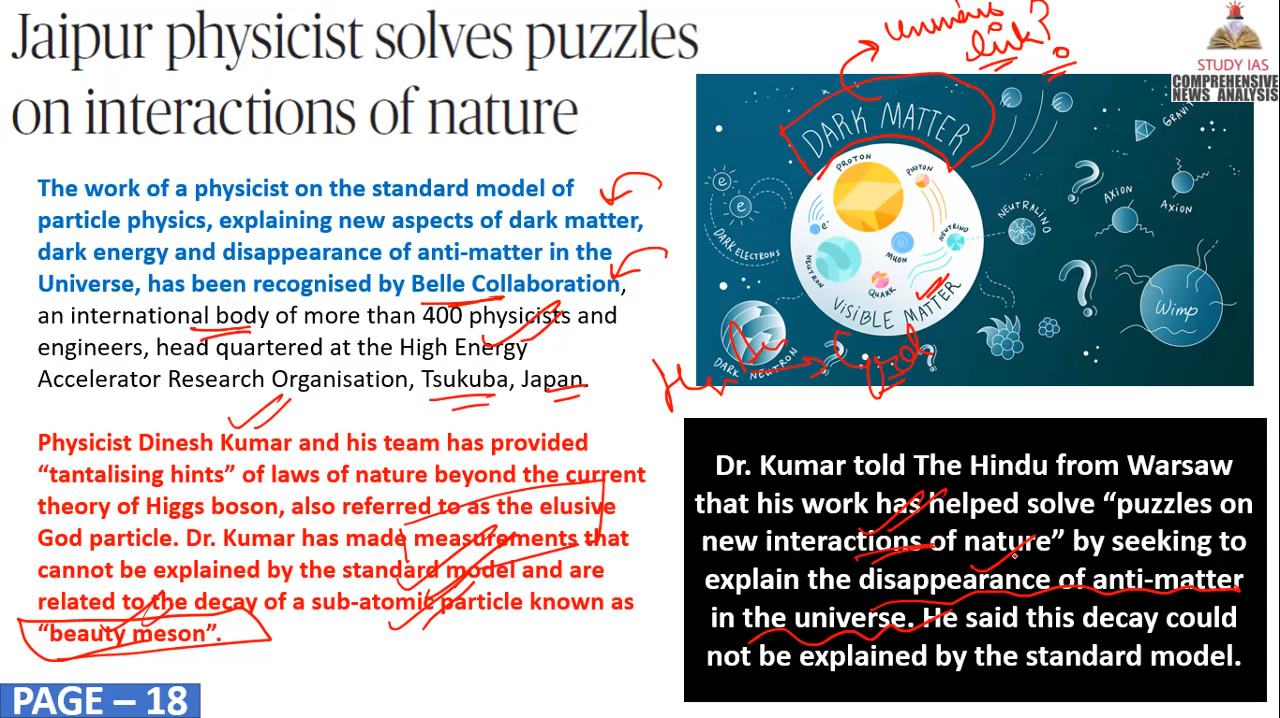 Jaipur physicist solves puzzles
on interactions of nature
The work of a physicist on the standard model of
particle physics, explaining new aspects of dark matter,
dark energy and disappearance of anti-matter in the
Universe, has been recognised by Belle Collaboration,
an international body of more than 400 physicists and
engineers, head quartered at the High Energy
Accelerator Research Organisation, Tsukuba, Japan.
Physicist Dinesh Kumar and his team has provided
“tantalising hints” of laws of nature beyond the current
theory of Higgs boson, also referred to as the elusive
God particle. Dr. Kumar has made measurements that
cannot be explained by the standard model and are
related to the decay of a sub-atomic particle known as
“beauty meson”.
PAGE – 18
link?
STUDY IAS
COMPREHENSIVE
NEWS ANALYSIS
DARK MATTER
PROTON
PHOTON
e
e
e
DARK ELECTRONS
NEUTRON
MUON
NEUTRINO
QUARK
VISIBLE MATTER
NEUTRALINO
AXION
AXION
?
?
Wimp
DARK NEUTRON
?
?
Dr. Kumar told The Hindu from Warsaw
that his work has helped solve “puzzles on
new interactions of nature” by seeking to
explain the disappearance of anti-matter
in the universe. He said this decay could
not be explained by the standard model.